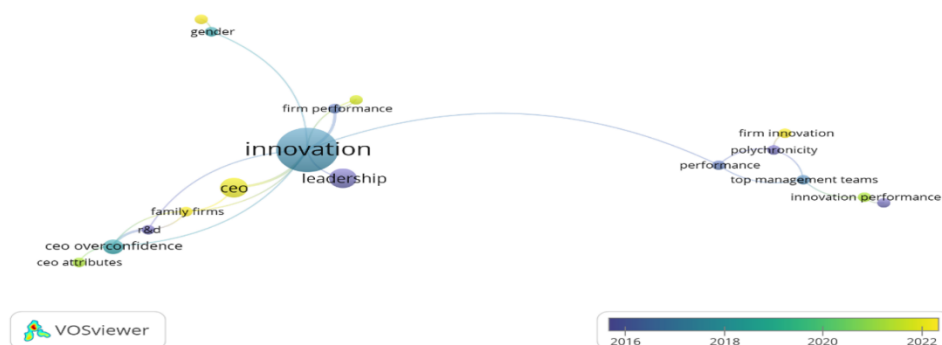 gender
firm performance
innovation
leadership
ceo
family firms
r&d
ceo overconfidence
ceo attributes
firm innovation
polychronicity
performance
top management teams
innovation performance
VOSviewer
2016 2018 2020 2022